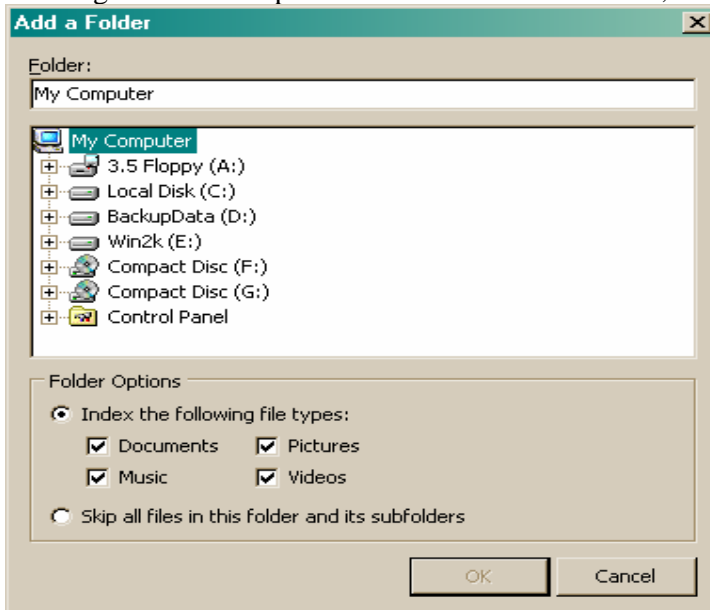 Add a Folder
Folder:
My Computer
My Computer
3.5 Floppy (A:)
Local Disk (C:)
BackupData (D:)
Win2k (E:)
Compact Disc (F:)
Compact Disc (G:)
Control Panel
Folder Options
Index the following file types:
Documents Pictures
Music Videos
Skip all files in this folder and its subfolders
OK Cancel